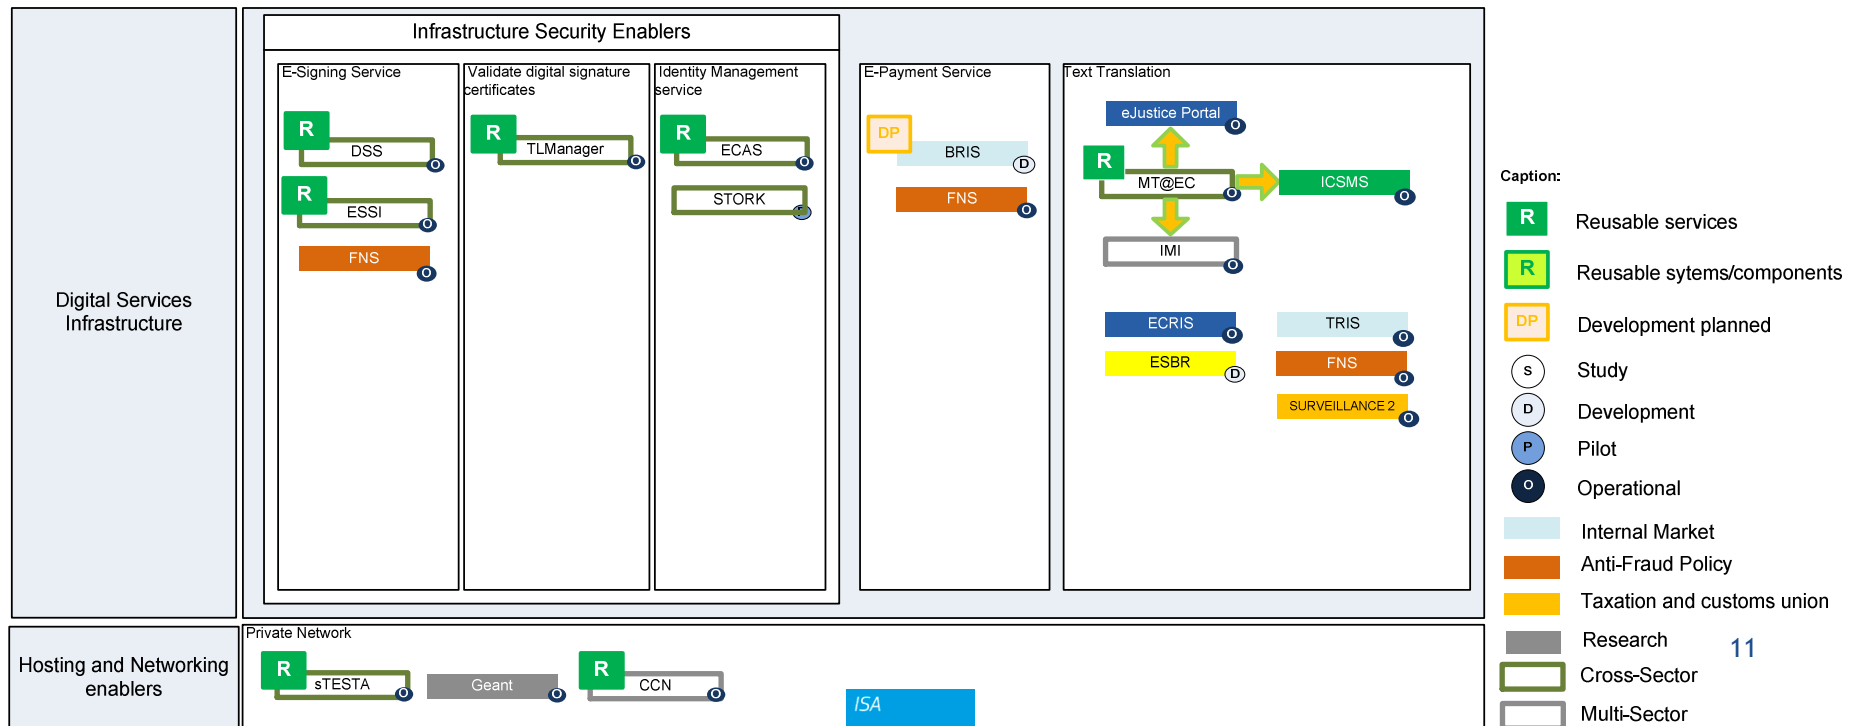 Infrastructure Security Enablers
E-Signing Service
Validate digital signature
certificates
Identity Management
service
E-Payment Service
Text Translation
R
DSS
O
R
ESSI
O
FNS
O
R
TLManager
O
R
ECAS
O
STORK
P
DP
BRIS
D
FNS
O
eJustice Portal
O
R
MT@EC
O
ICSMS
O
IMI
O
ECRIS
O
TRIS
O
ESBR
D
FNS
O
SURVEILLANCE 2
O
Digital Services
Infrastructure
Hosting and Networking
enablers
Private Network
R
sTESTA
O
Geant
O
R
CCN
O
ISA
Caption:
R
Reusable services
R
Reusable sytems/components
DP
Development planned
S
Study
D
Development
P
Pilot
O
Operational
Internal Market
Anti-Fraud Policy
Taxation and customs union
Research
11
Cross-Sector
Multi-Sector